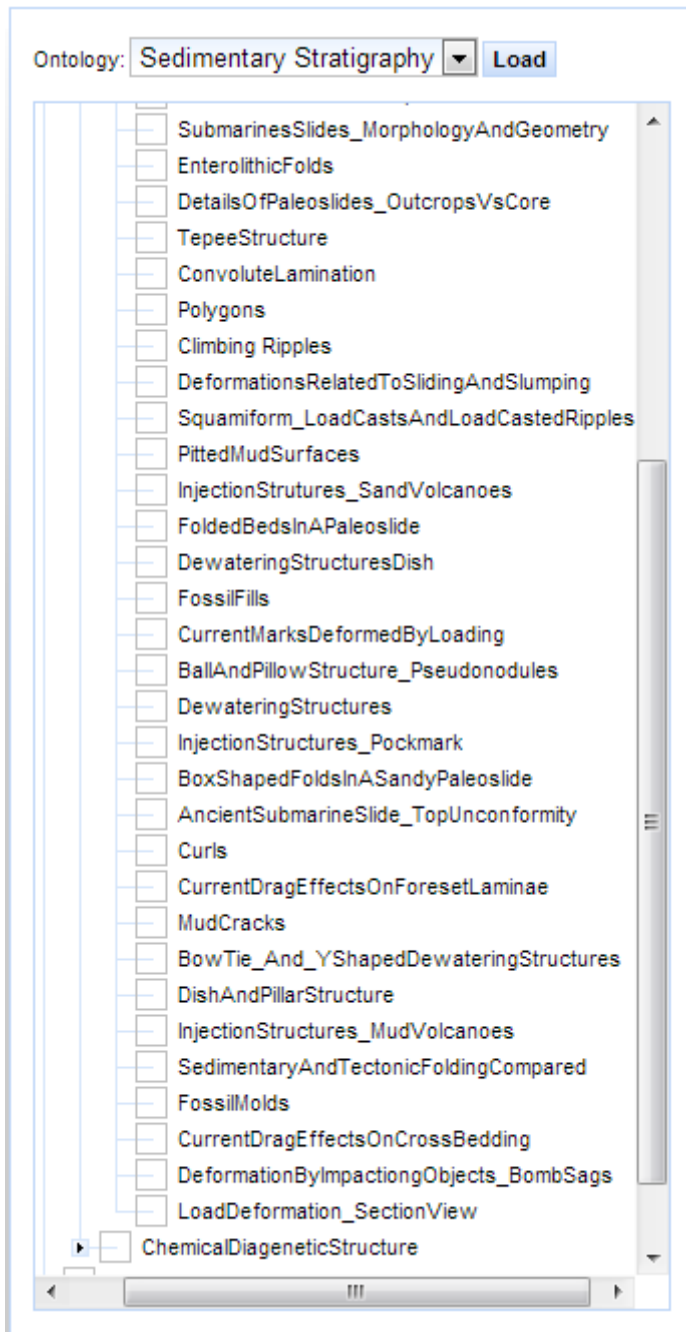 Ontology: Sedimentary Stratigraphy Load
SubmarinesSlides_MorphologyAndGeometry
EnterolithicFolds
DetailsOfPaleoslides_OutcropsVsCore
TepeeStructure
ConvoluteLamination
Polygons
Climbing Ripples
DeformationsRelatedToSlidingAndSlumping
Squamiform_LoadCastsAndLoadCastedRipples
PittedMudSurfaces
InjectionStrutures_SandVolcanoes
FoldedBedsInAPaleoslide
DewateringStructuresDish
FossilFills
CurrentMarksDeformedByLoading
BallAndPillowStructure_Pseudonodules
DewateringStructures
InjectionStructures_Pockmark
BoxShapedFoldsInASandyPaleoslide
AncientSubmarineSlide_TopUnconformity
Curls
CurrentDragEffectsOnForesetLaminae
MudCracks
BowTie_And_YShapedDewateringStructures
DishAndPillarStructure
InjectionStructures_MudVolcanoes
SedimentaryAndTectonicFoldingCompared
FossilMolds
CurrentDragEffectsOnCrossBedding
DeformationByImpactiongObjects_BombSags
LoadDeformation_SectionView
ChemicalDiageneticStructure